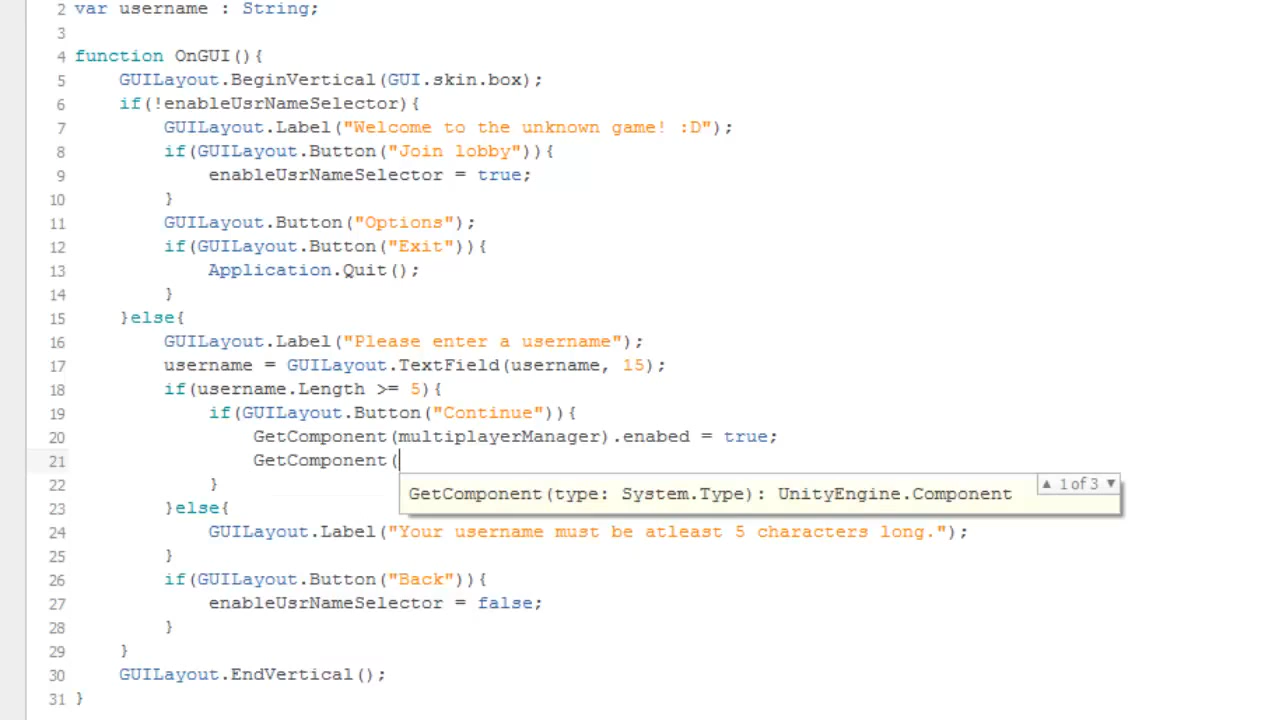 2 var username : String;
3
4 function OnGUI(){
5 GUILayout.BeginVertical(GUI.skin.box);
6 if(!enableUsrNameSelector){
7 GUILayout.Label("Welcome to the unknown game! :D");
8 if(GUILayout.Button("Join lobby")){
9 enableUsrNameSelector = true;
10 }
11 GUILayout.Button("Options");
12 if(GUILayout.Button("Exit")){
13 Application.Quit();
14 }
15 }else{
16 GUILayout.Label("Please enter a username");
17 username = GUILayout.TextField(username, 15);
18 if(username.Length >= 5){
19 if(GUILayout.Button("Continue")){
20 GetComponent(multiplayerManager).enabed = true;
21 GetComponent(
22 }
GetComponent(type: System.Type): UnityEngine.Component
▲ 1 of 3 ▼
23 }else{
24 GUILayout.Label("Your username must be atleast 5 characters long.");
25 }
26 if(GUILayout.Button("Back")){
27 enableUsrNameSelector = false;
28 }
29 }
30 GUILayout.EndVertical();
31 }